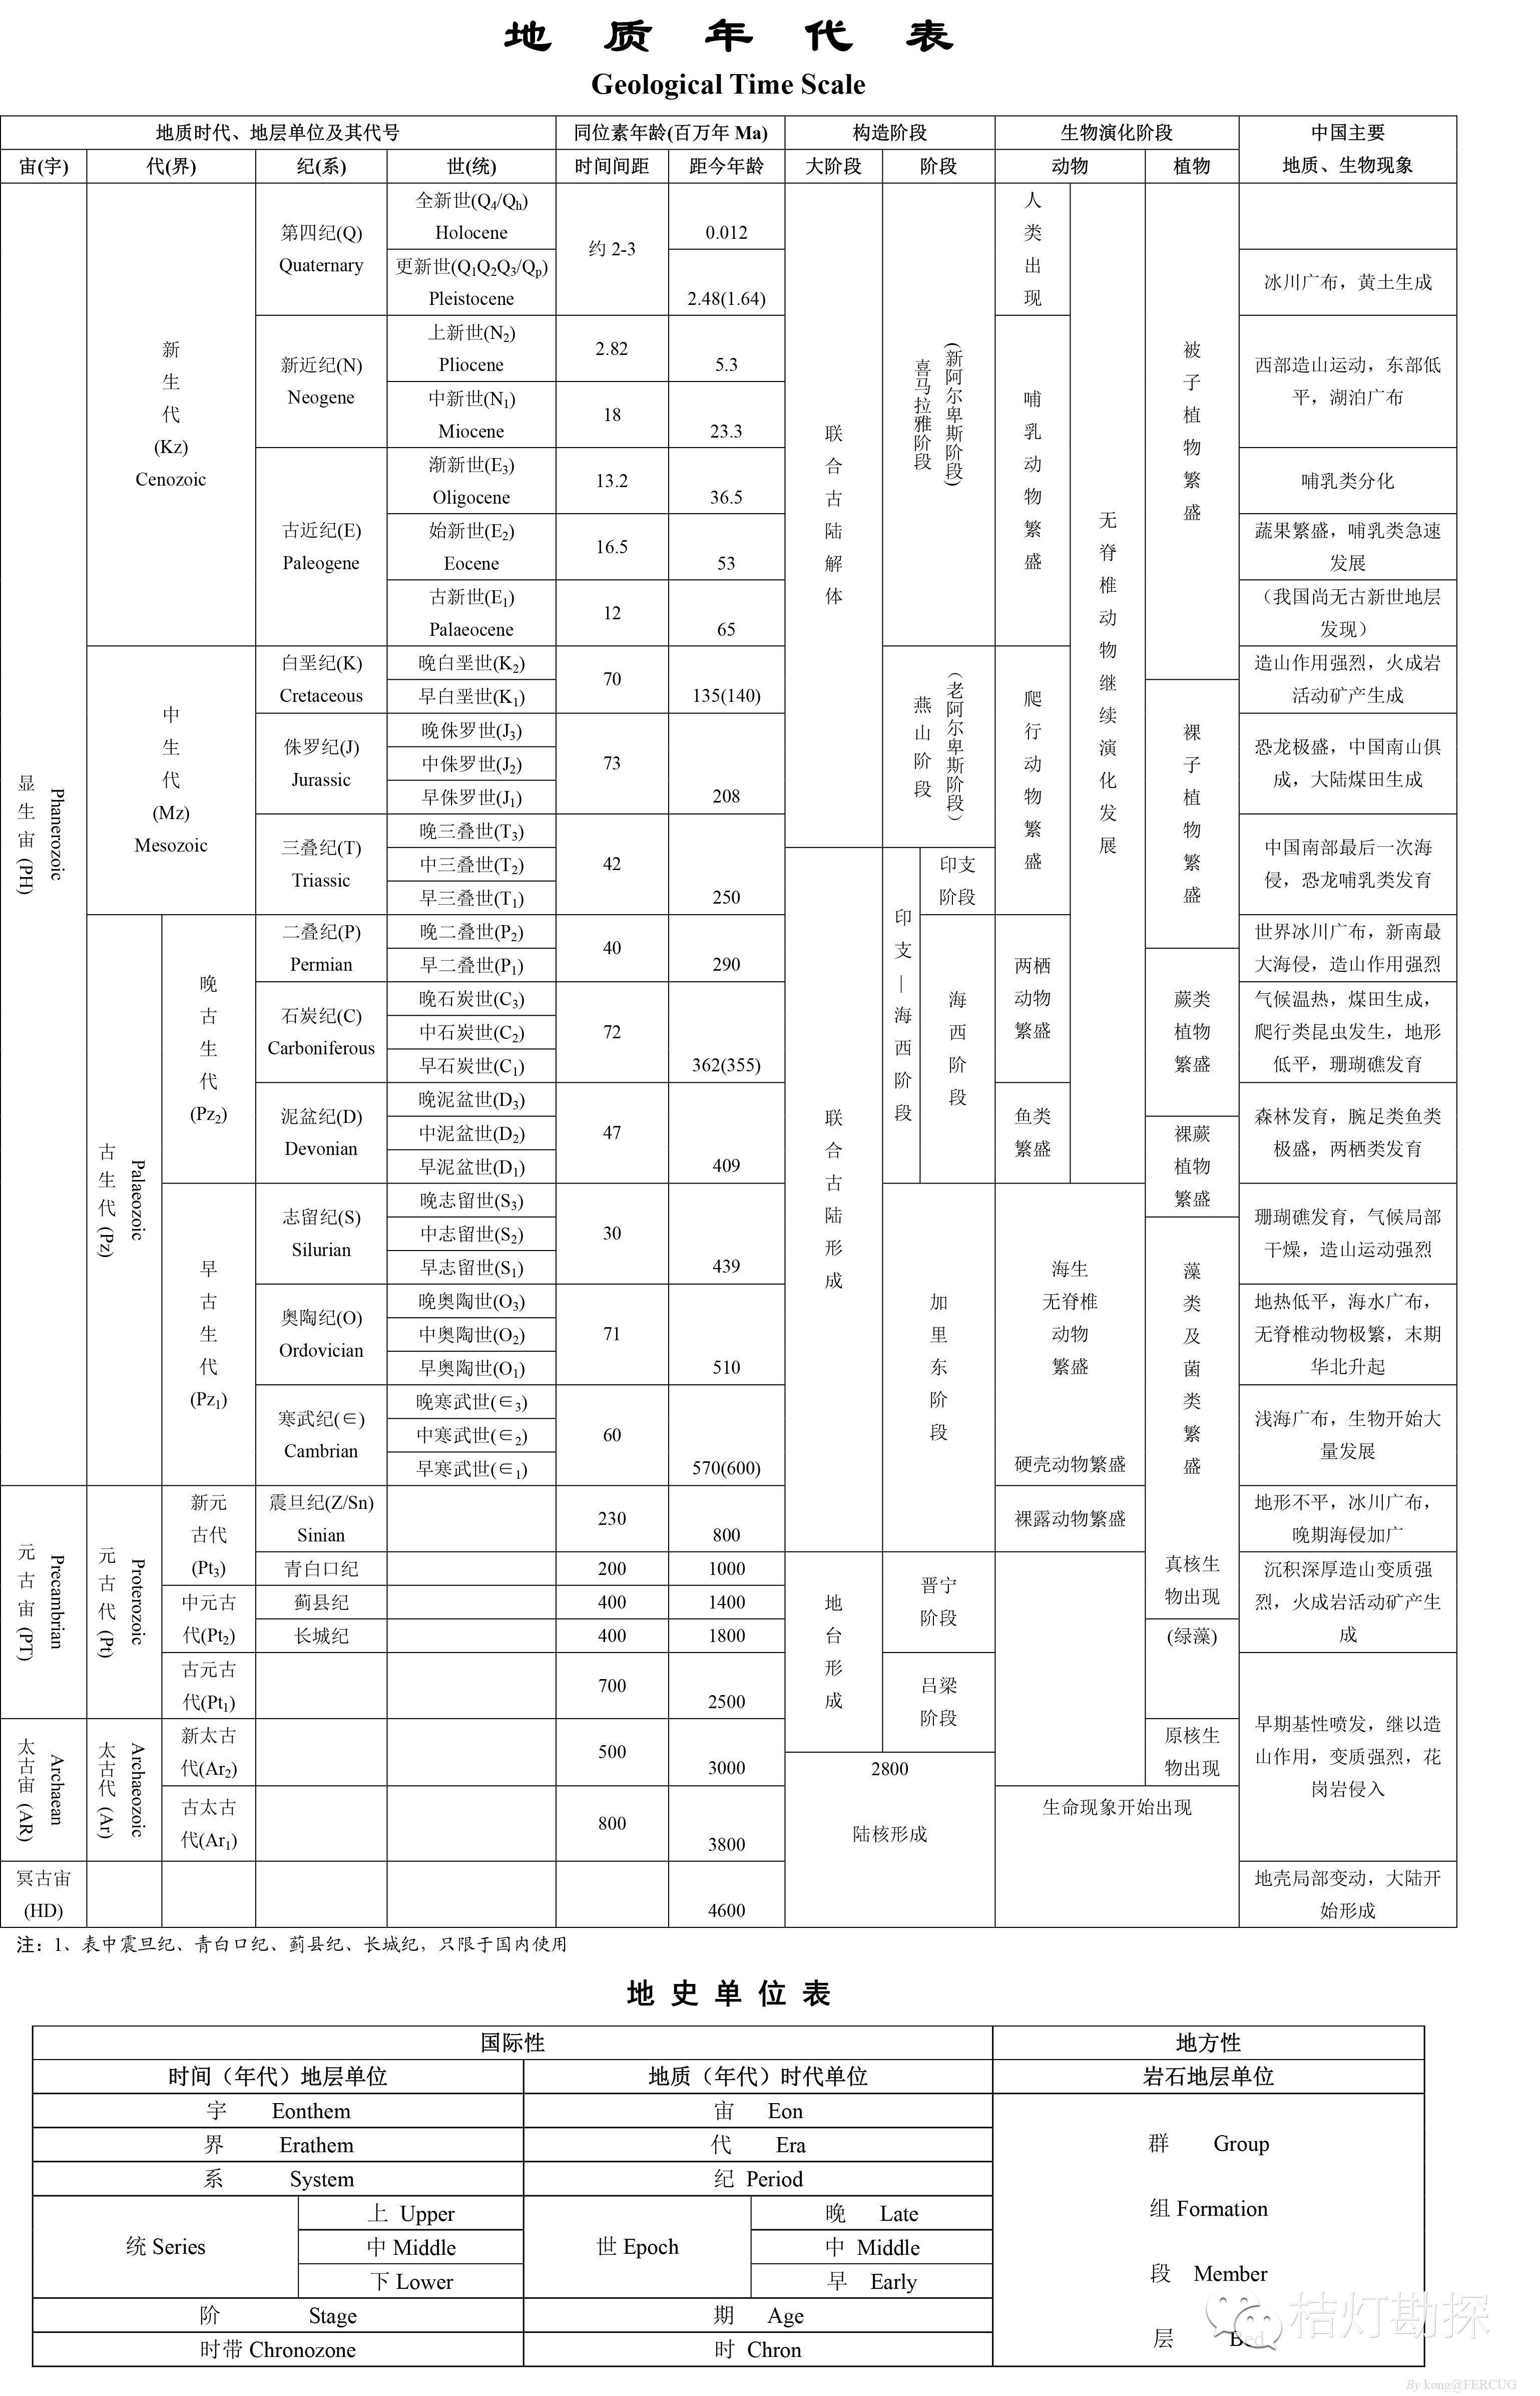 地 质 年 代 表
Geological Time Scale
地质时代、地层单位及其代号 同位素年龄(百万年 Ma) 构造阶段 生物演化阶段 中国主要
地质、生物现象
宙(宇) 代(界) 纪(系) 世(统) 时间间距 距今年龄 大阶段 阶段 动物 植物
显生宙 (PH) Phanerozoic
新生代
(Kz)
Cenozoic
第四纪(Q)
Quaternary
全新世(Q4/Qh)
Holocene
约 2-3
0.012
更新世(Q1Q2Q3/Qp)
Pleistocene
2.48(1.64)
冰川广布，黄土生成
新近纪(N)
Neogene
上新世(N2)
Pliocene
2.82
5.3
西部造山运动，东部低
平，湖泊广布
中新世(N1)
Miocene
18
23.3
古近纪(E)
Paleogene
渐新世(E3)
Oligocene
13.2
36.5
哺乳类分化
始新世(E2)
Eocene
16.5
53
蔬果繁盛，哺乳类急速
发展
古新世(E1)
Palaeocene
12
65
（我国尚无古新世地层
发现）
联合古陆解体
喜马拉雅阶段
(新阿尔卑斯阶段)
人类出现
哺乳动物繁盛
无脊椎动物继续演化发展
被子植物繁盛
中生代
(Mz)
Mesozoic
白垩纪(K)
Cretaceous
晚白垩世(K2)
早白垩世(K1)
70
135(140)
造山作用强烈，火成岩
活动矿产生成
侏罗纪(J)
Jurassic
晚侏罗世(J3)
中侏罗世(J2)
早侏罗世(J1)
73
208
恐龙极盛，中国南山俱
成，大陆煤田生成
三叠纪(T)
Triassic
晚三叠世(T3)
中三叠世(T2)
早三叠世(T1)
42
250
中国南部最后一次海
侵，恐龙哺乳类发育
燕山阶段
(老阿尔卑斯阶段)
印支
阶段
爬行动物繁盛
裸子植物繁盛
古生代 (Pz) Palaeozoic
晚古生代
(Pz2)
二叠纪(P)
Permian
晚二叠世(P2)
早二叠世(P1)
40
290
世界冰川广布，新南最
大海侵，造山作用强烈
石炭纪(C)
Carboniferous
晚石炭世(C3)
中石炭世(C2)
早石炭世(C1)
72
362(355)
气候温热，煤田生成，
爬行类昆虫发生，地形
低平，珊瑚礁发育
泥盆纪(D)
Devonian
晚泥盆世(D3)
中泥盆世(D2)
早泥盆世(D1)
47
409
森林发育，腕足类鱼类
极盛，两栖类发育
联合古陆形成
印支—海西阶段
海西阶段
两栖
动物
繁盛
鱼类
繁盛
蕨类
植物
繁盛
裸蕨
植物
繁盛
早古生代
(Pz1)
志留纪(S)
Silurian
晚志留世(S3)
中志留世(S2)
早志留世(S1)
30
439
珊瑚礁发育，气候局部
干燥，造山运动强烈
奥陶纪(O)
Ordovician
晚奥陶世(O3)
中奥陶世(O2)
早奥陶世(O1)
71
510
地热低平，海水广布，
无脊椎动物极繁，末期
华北升起
寒武纪(∈)
Cambrian
晚寒武世(∈3)
中寒武世(∈2)
早寒武世(∈1)
60
570(600)
浅海广布，生物开始大
量发展
加里东阶段
海生
无脊椎
动物
繁盛
硬壳动物繁盛
藻类及菌类繁盛
元古宙 (PT) Precambrian
元古代 (Pt) Proterozoic
新元
古代
(Pt3)
震旦纪(Z/Sn)
Sinian
230
800
裸露动物繁盛
地形不平，冰川广布，
晚期海侵加广
青白口纪 200 1000
中元古
代(Pt2)
蓟县纪 400 1400
长城纪 400 1800
地台形成
晋宁
阶段
真核生
物出现
(绿藻)
沉积深厚造山变质强
烈，火成岩活动矿产生
成
古元古
代(Pt1)
700
2500
吕梁
阶段
太古宙 (AR) Archaean
太古代 (Ar) Archaeozoic
新太古
代(Ar2)
500
3000
2800
原核生
物出现
早期基性喷发，继以造
山作用，变质强烈，花
岗岩侵入
古太古
代(Ar1)
800
3800
陆核形成
生命现象开始出现
冥古宙
(HD)
4600
地壳局部变动，大陆开
始形成
注：1、表中震旦纪、青白口纪、蓟县纪、长城纪，只限于国内使用
地 史 单 位 表
国际性 地方性
时间（年代）地层单位 地质（年代）时代单位 岩石地层单位
宇 Eonthem 宙 Eon
界 Erathem 代 Era
系 System 纪 Period
统 Series 上 Upper 世 Epoch 晚 Late
中 Middle 中 Middle
下 Lower 早 Early
阶 Stage 期 Age
时带 Chronozone 时 Chron
群 Group
组 Formation
段 Member
层
桔灯勘探
By kong@FERCUG